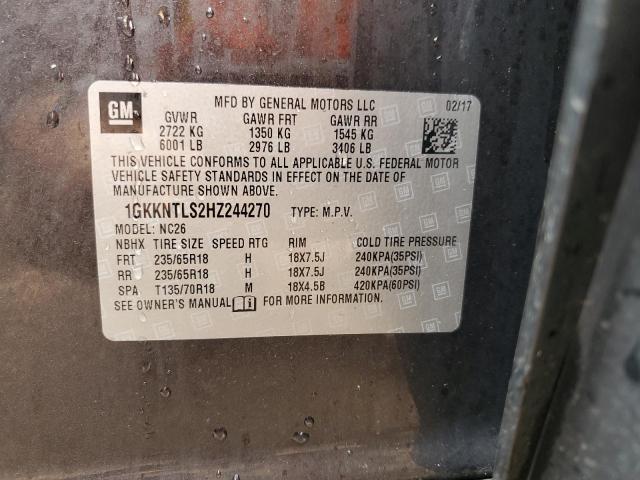 GM
MFD BY GENERAL MOTORS LLC 02/17
GVWR GAWR FRT GAWR RR
2722 KG 1350 KG 1545 KG
6001 LB 2976 LB 3406 LB
THIS VEHICLE CONFORMS TO ALL APPLICABLE U.S. FEDERAL MOTOR
VEHICLE SAFETY STANDARDS IN EFFECT ON THE DATE OF
MANUFACTURE SHOWN ABOVE.
1GKKNTLS2HZ244270 TYPE: M.P.V.
MODEL: NC26
NBHX TIRE SIZE SPEED RTG RIM COLD TIRE PRESSURE
FRT 235/65R18 H 18X7.5J 240KPA(35PSI)
RR 235/65R18 H 18X7.5J 240KPA(35PSI)
SPA T135/70R18 M 18X4.5B 420KPA(60PSI)
SEE OWNER'S MANUAL FOR MORE INFORMATION.